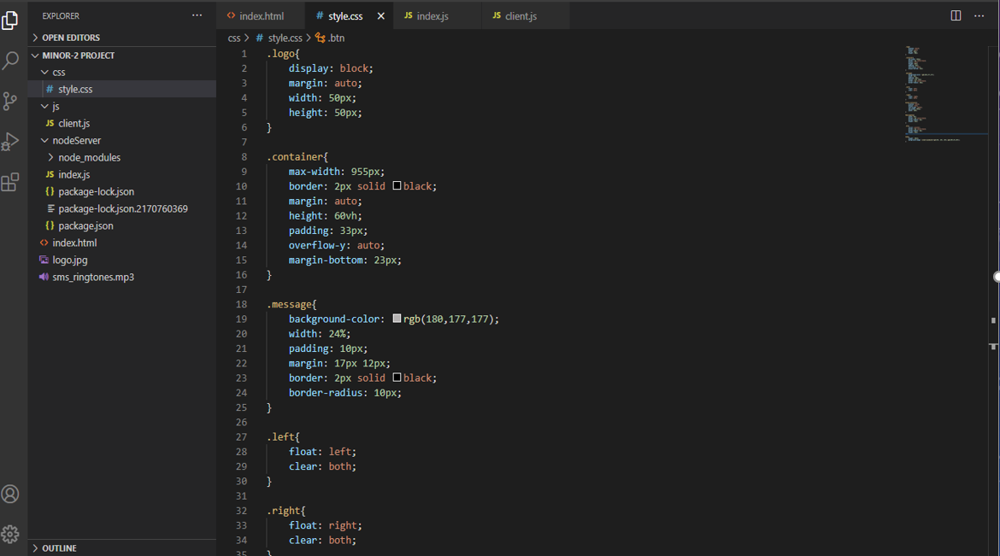 EXPLORER ...
OPEN EDITORS
MINOR-2 PROJECT
css
# style.css
js
JS client.js
nodeServer
node_modules
JS index.js
{} package-lock.json
package-lock.json.2170760369
{} package.json
<> index.html
logo.jpg
sms_ringtones.mp3
OUTLINE
<> index.html # style.css × JS index.js JS client.js ...
css > # style.css > .btn
1 .logo{
2 display: block;
3 margin: auto;
4 width: 50px;
5 height: 50px;
6 }
7
8 .container{
9 max-width: 955px;
10 border: 2px solid black;
11 margin: auto;
12 height: 60vh;
13 padding: 33px;
14 overflow-y: auto;
15 margin-bottom: 23px;
16 }
17
18 .message{
19 background-color: rgb(180,177,177);
20 width: 24%;
21 padding: 10px;
22 margin: 17px 12px;
23 border: 2px solid black;
24 border-radius: 10px;
25 }
26
27 .left{
28 float: left;
29 clear: both;
30 }
31
32 .right{
33 float: right;
34 clear: both;
35 }